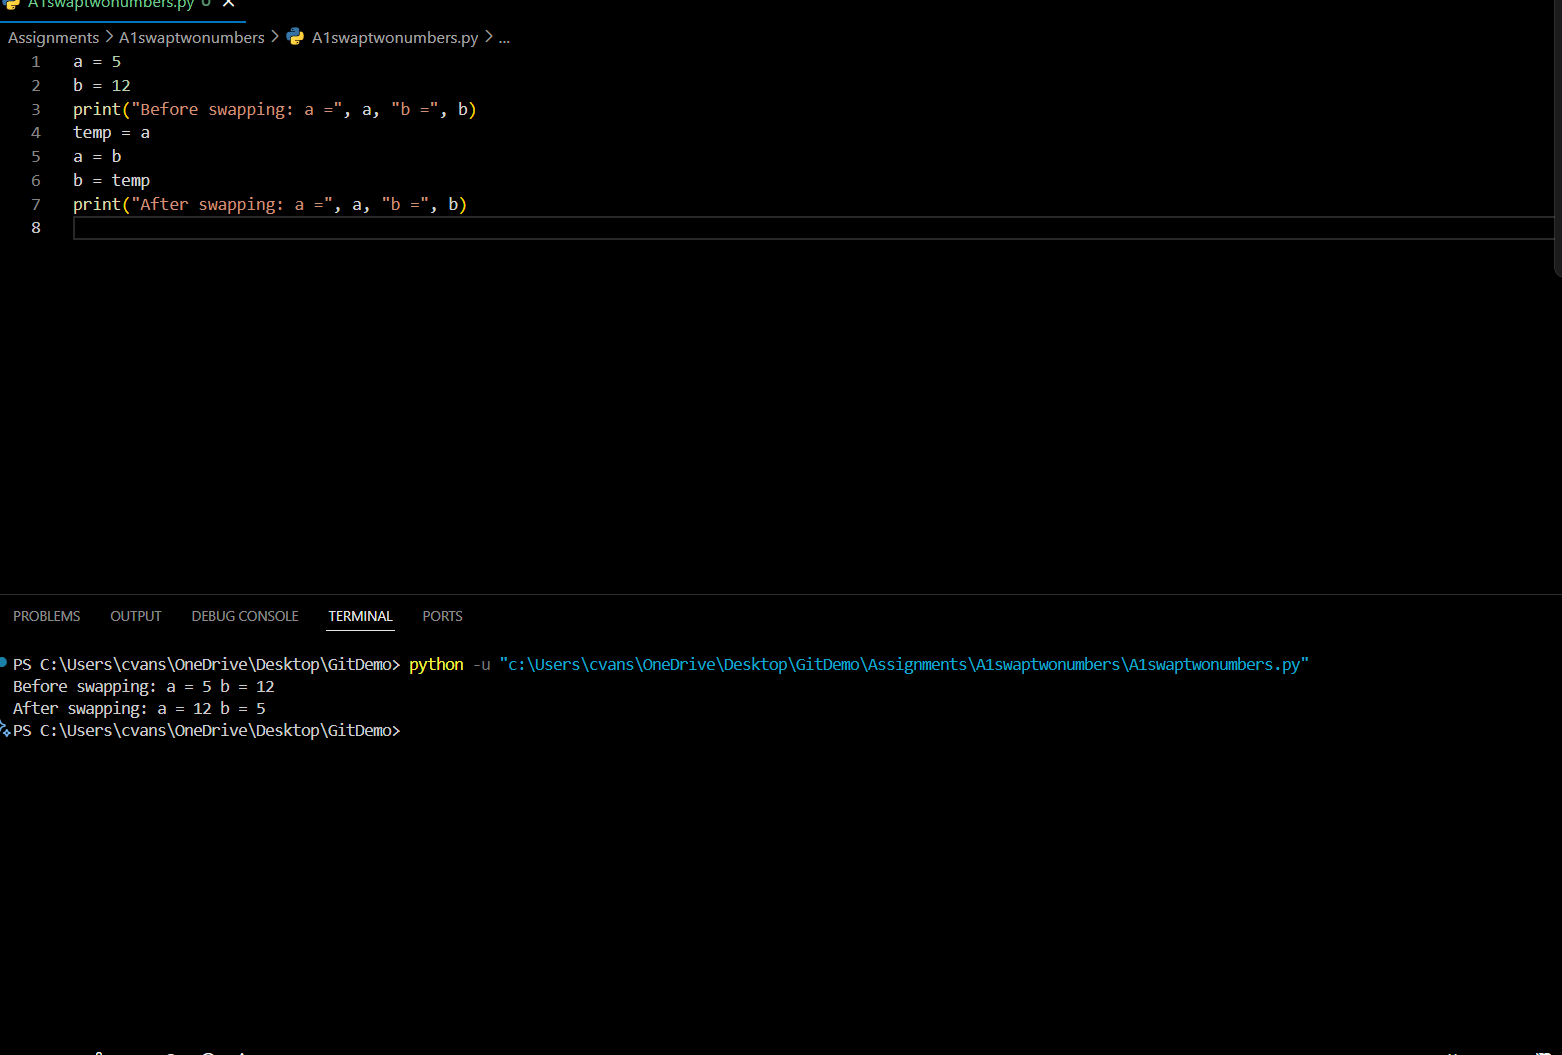 A1swaptwonumbers.py U
Assignments > A1swaptwonumbers > A1swaptwonumbers.py > ...
1 a = 5
2 b = 12
3 print("Before swapping: a =", a, "b =", b)
4 temp = a
5 a = b
6 b = temp
7 print("After swapping: a =", a, "b =", b)
8
PROBLEMS OUTPUT DEBUG CONSOLE TERMINAL PORTS
PS C:\Users\cvans\OneDrive\Desktop\GitDemo> python -u "c:\Users\cvans\OneDrive\Desktop\GitDemo\Assignments\A1swaptwonumbers\A1swaptwonumbers.py"
Before swapping: a = 5 b = 12
After swapping: a = 12 b = 5
PS C:\Users\cvans\OneDrive\Desktop\GitDemo>